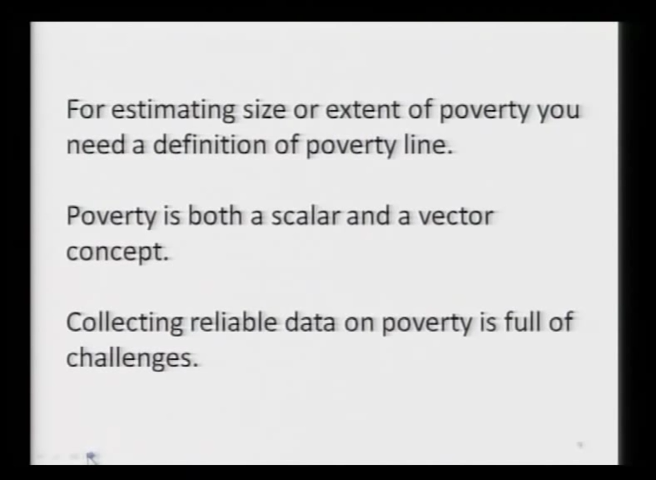 For estimating size or extent of poverty you
need a definition of poverty line.
Poverty is both a scalar and a vector
concept.
Collecting reliable data on poverty is full of
challenges.